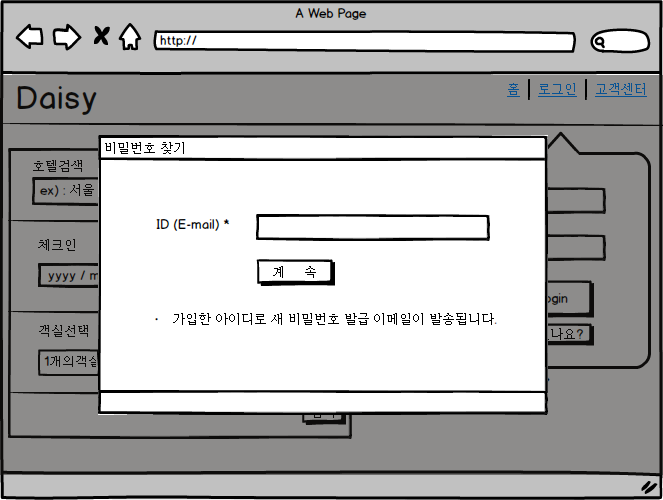 A Web Page
http://
Daisy
홈 로그인 고객센터
비밀번호 찾기
호텔검색
ex) : 서울
ID (E-mail) *
체크인
yyyy / m
계 속
객실선택
· 가입한 아이디로 새 비밀번호 발급 이메일이 발송됩니다.
1개의객실
ogin
나요?